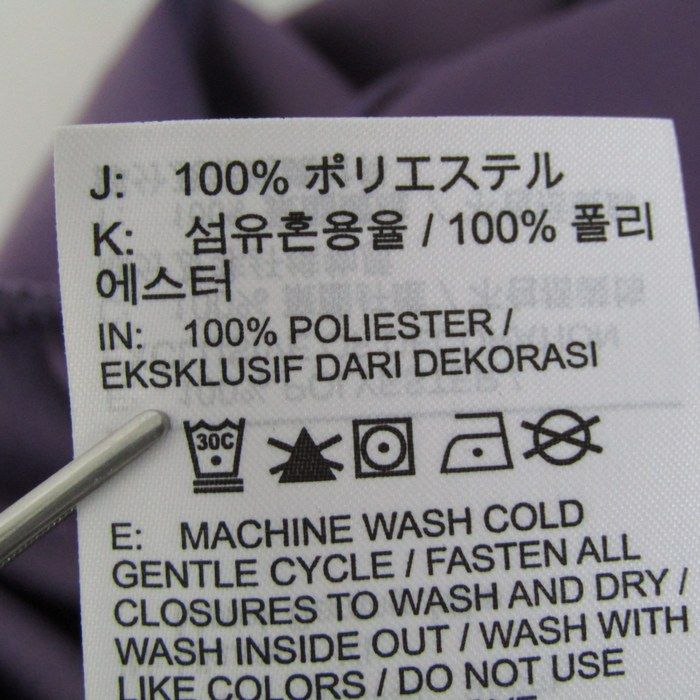 J: 100% ポリエステル
K: 섬유혼용율 / 100% 폴리
에스터
IN: 100% POLIESTER /
EKSKLUSIF DARI DEKORASI
30C
E: MACHINE WASH COLD
GENTLE CYCLE / FASTEN ALL
CLOSURES TO WASH AND DRY /
WASH INSIDE OUT / WASH WITH
LIKE COLORS / DO NOT USE